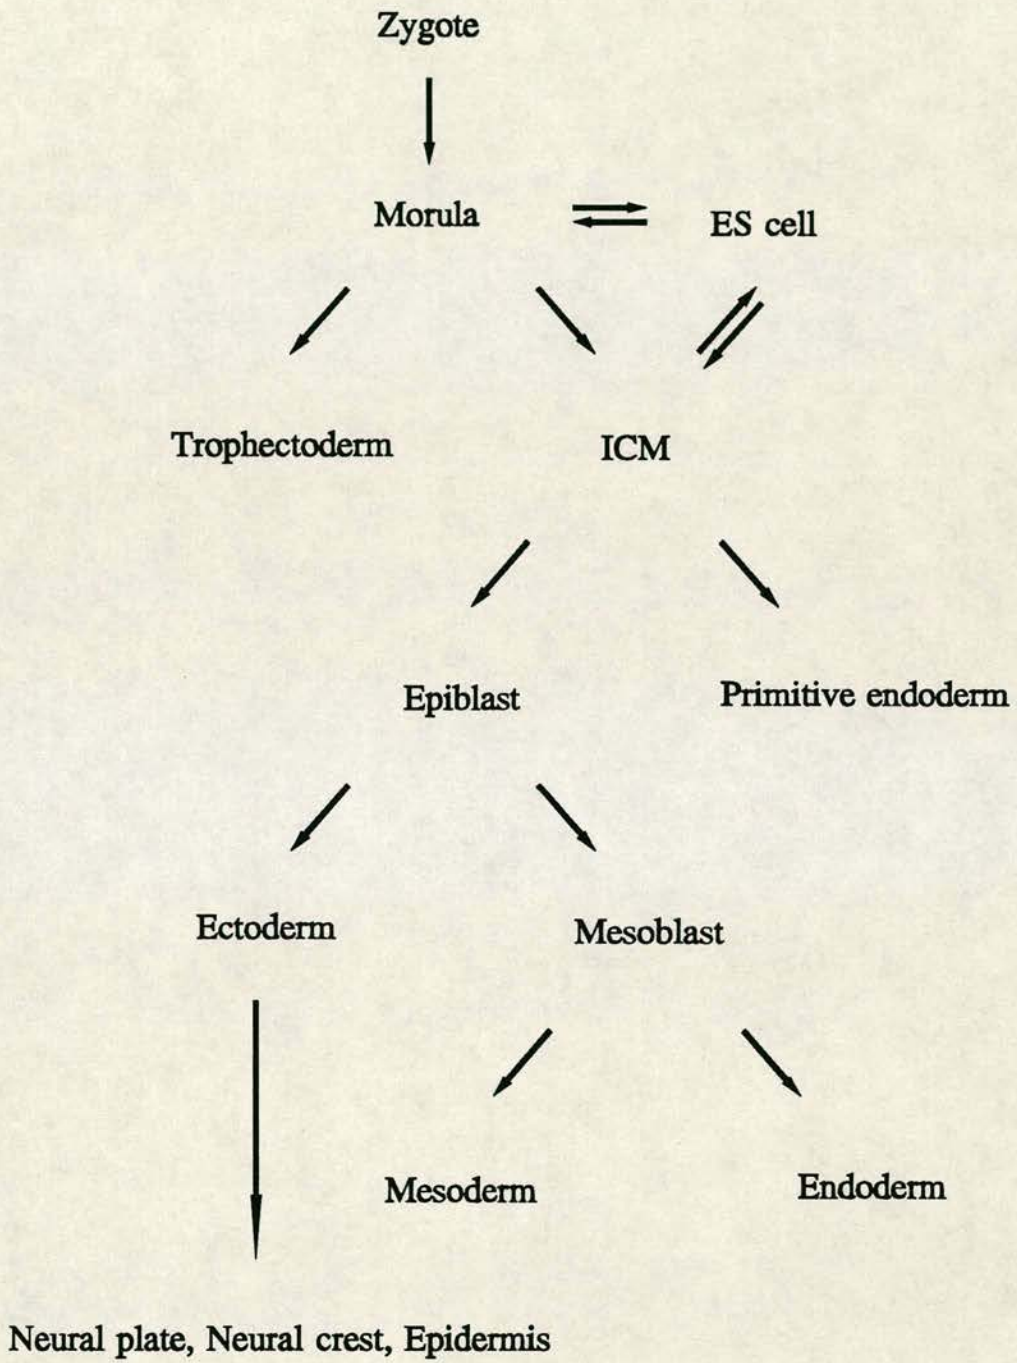 Zygote
Morula
ES cell
Trophectoderm
ICM
Epiblast
Primitive endoderm
Ectoderm
Mesoblast
Mesoderm
Endoderm
Neural plate, Neural crest, Epidermis